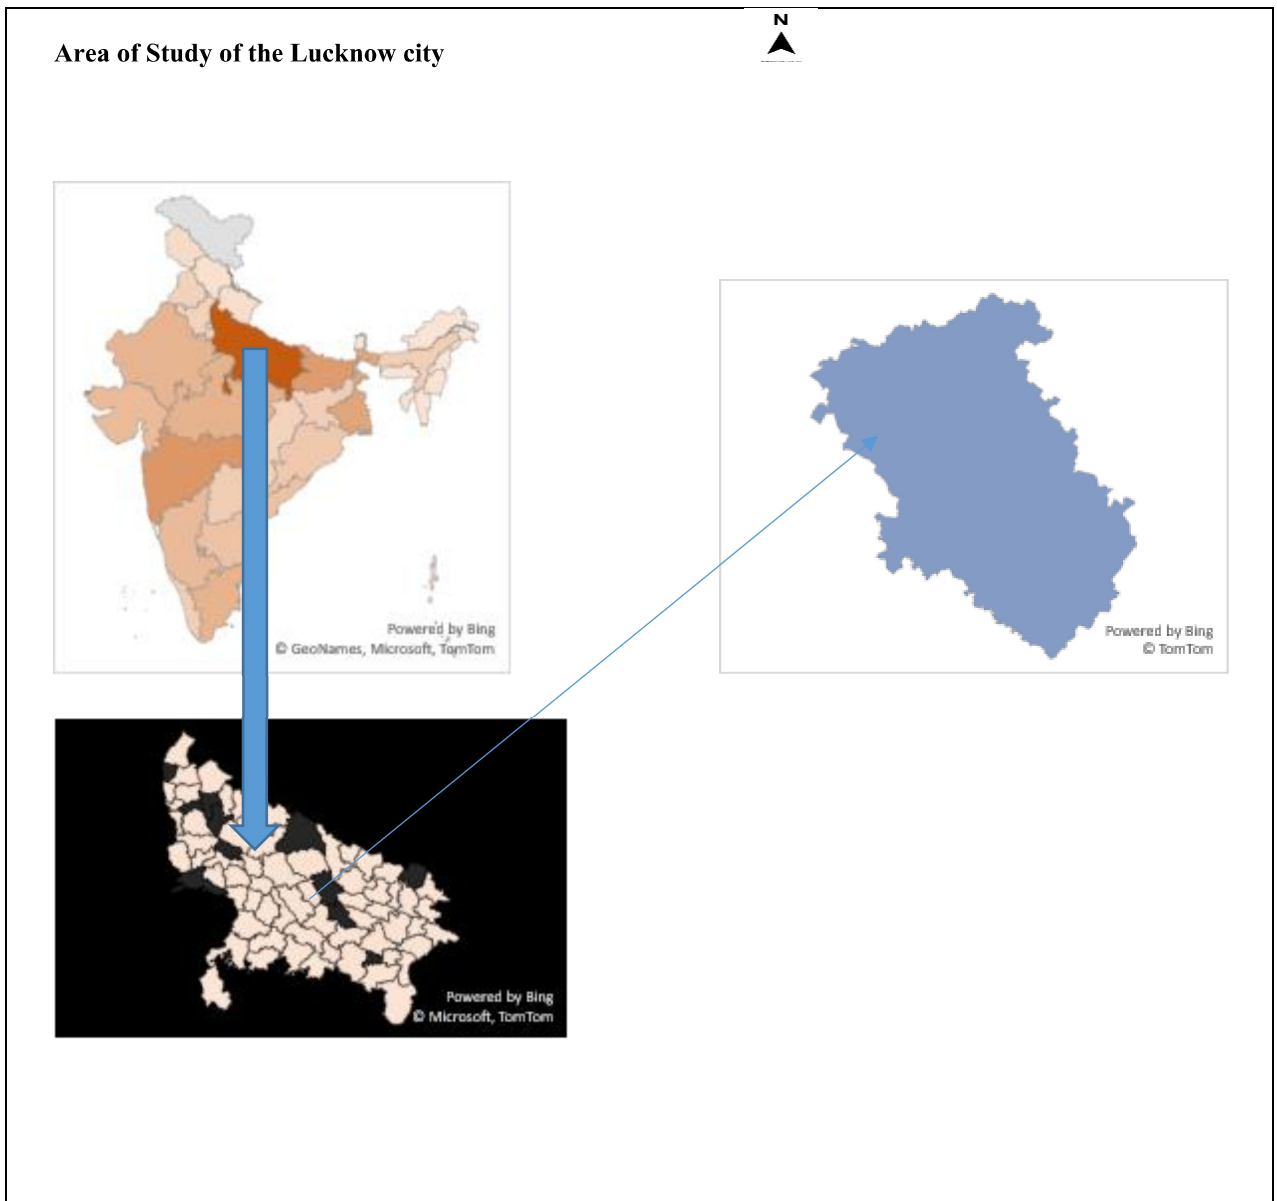 N
Area of Study of the Lucknow city
Powered by Bing
© GeoNames, Microsoft, TomTom
Powered by Bing
© TomTom
Powered by Bing
© Microsoft, TomTom